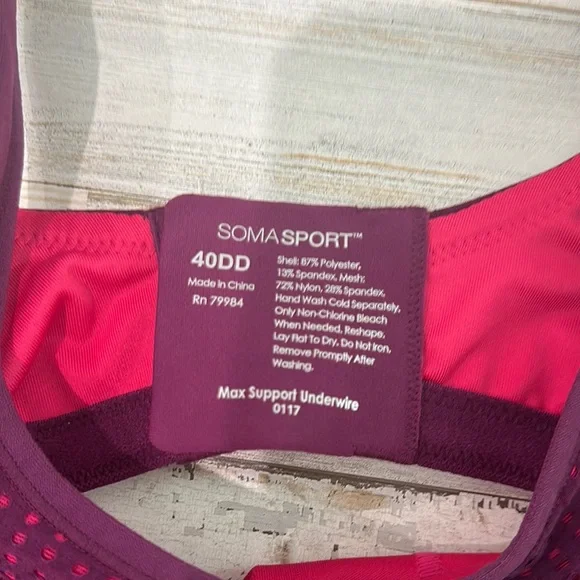 SOMASPORT™
40DD
Made in China
Rn 79984
Shell: 87% Polyester,
13% Spandex, Mesh:
72% Nylon, 28% Spandex,
Hand Wash Cold Separately,
Only Non-Chlorine Bleach
When Needed, Reshape,
Lay Flat To Dry, Do Not Iron,
Remove Promptly After
Washing.
Max Support Underwire
0117